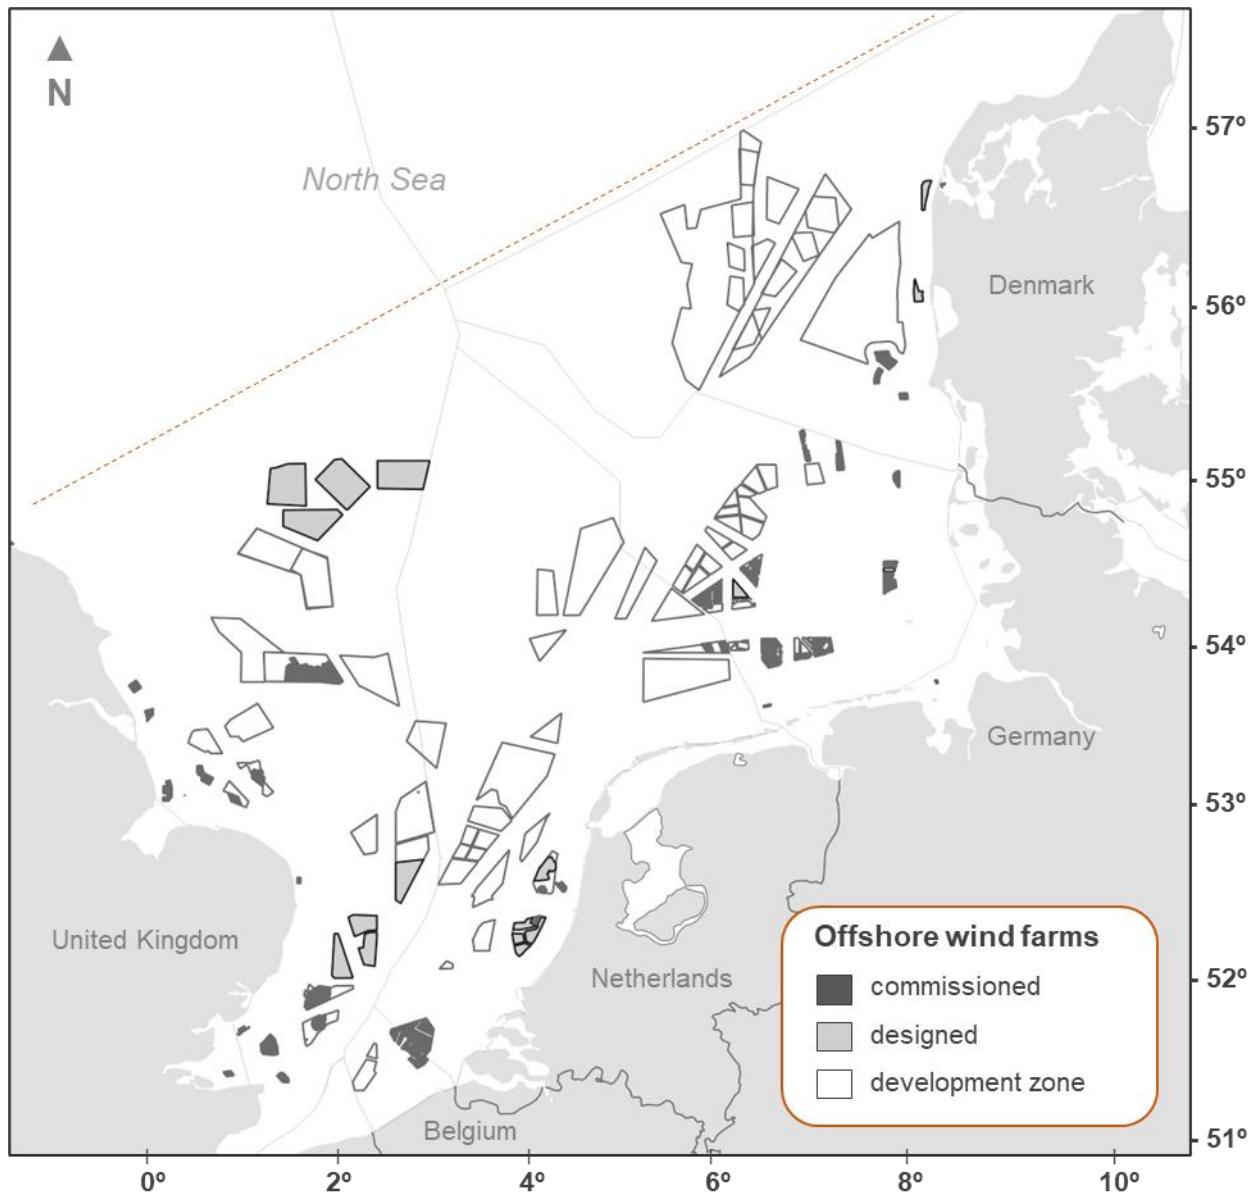 N
North Sea
57º
Denmark
56º
55º
54º
Germany
53º
United Kingdom
Netherlands
52º
Belgium
51º
Offshore wind farms
commissioned
designed
development zone
0º
2º
4º
6º
8º
10º